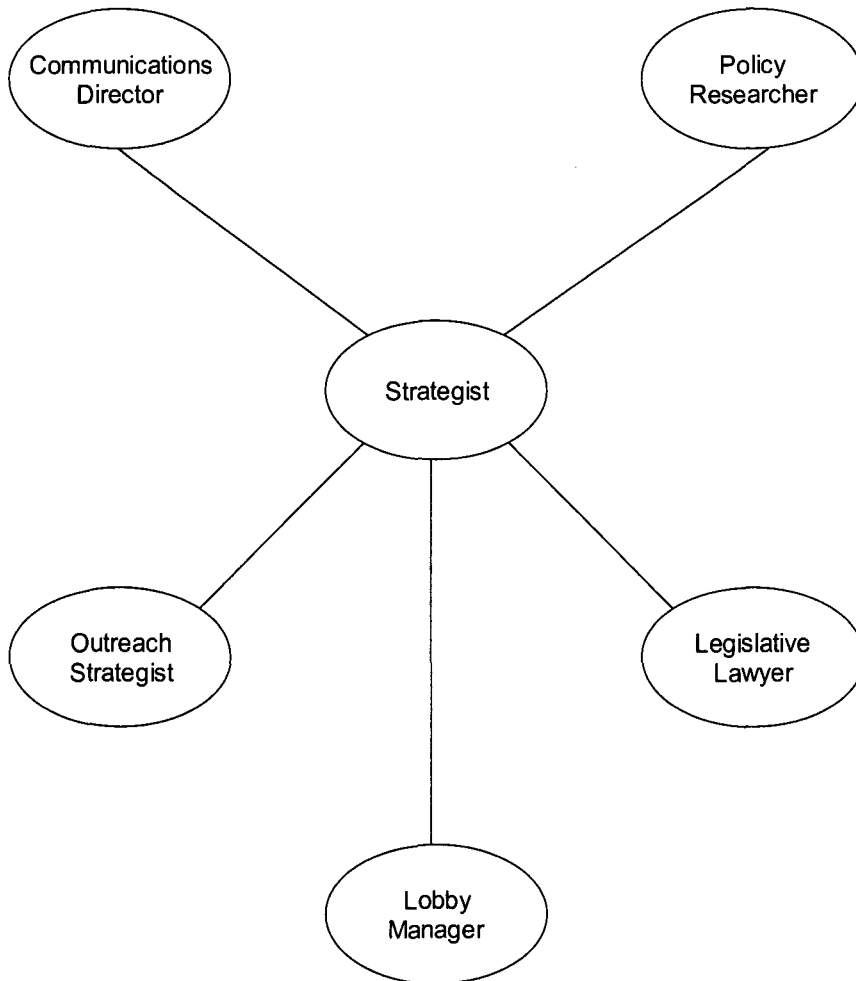 Communications
Director
Policy
Researcher
Strategist
Outreach
Strategist
Legislative
Lawyer
Lobby
Manager